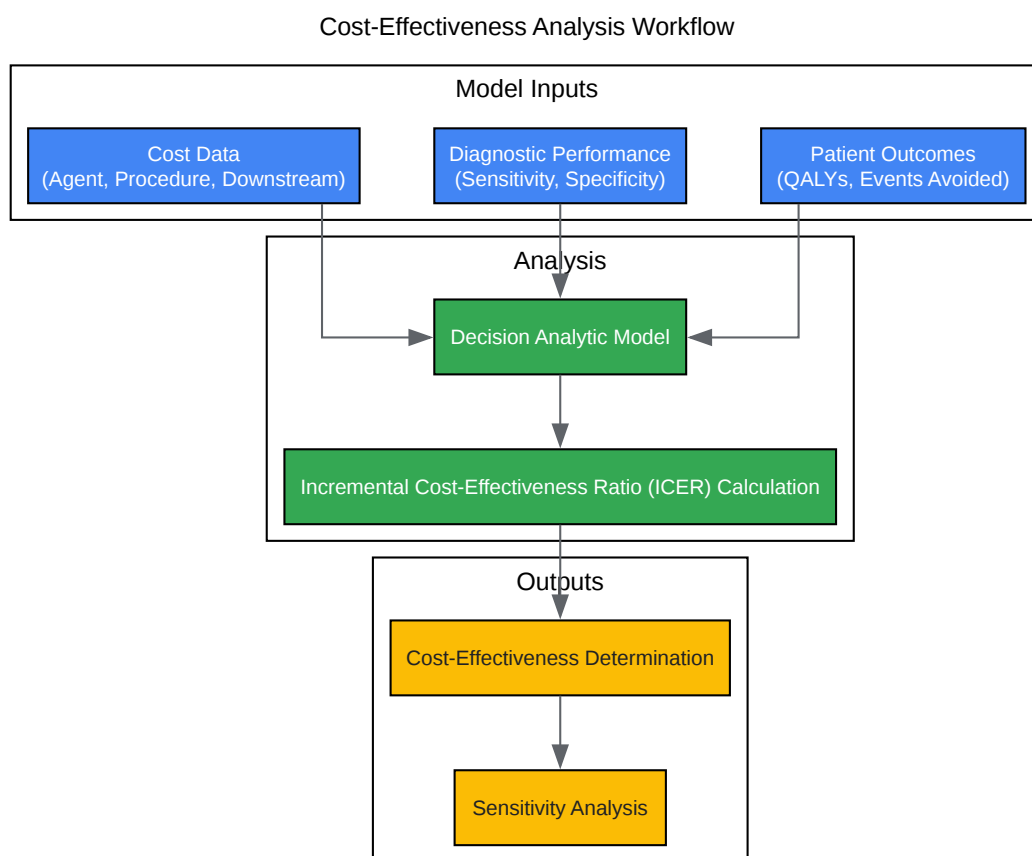 Cost-Effectiveness Analysis Workflow
Model Inputs
Cost Data
(Agent, Procedure, Downstream)
Diagnostic Performance
(Sensitivity, Specificity)
Patient Outcomes
(QALYs, Events Avoided)
Analysis
Decision Analytic Model
Incremental Cost-Effectiveness Ratio (ICER) Calculation
Outputs
Cost-Effectiveness Determination
Sensitivity Analysis